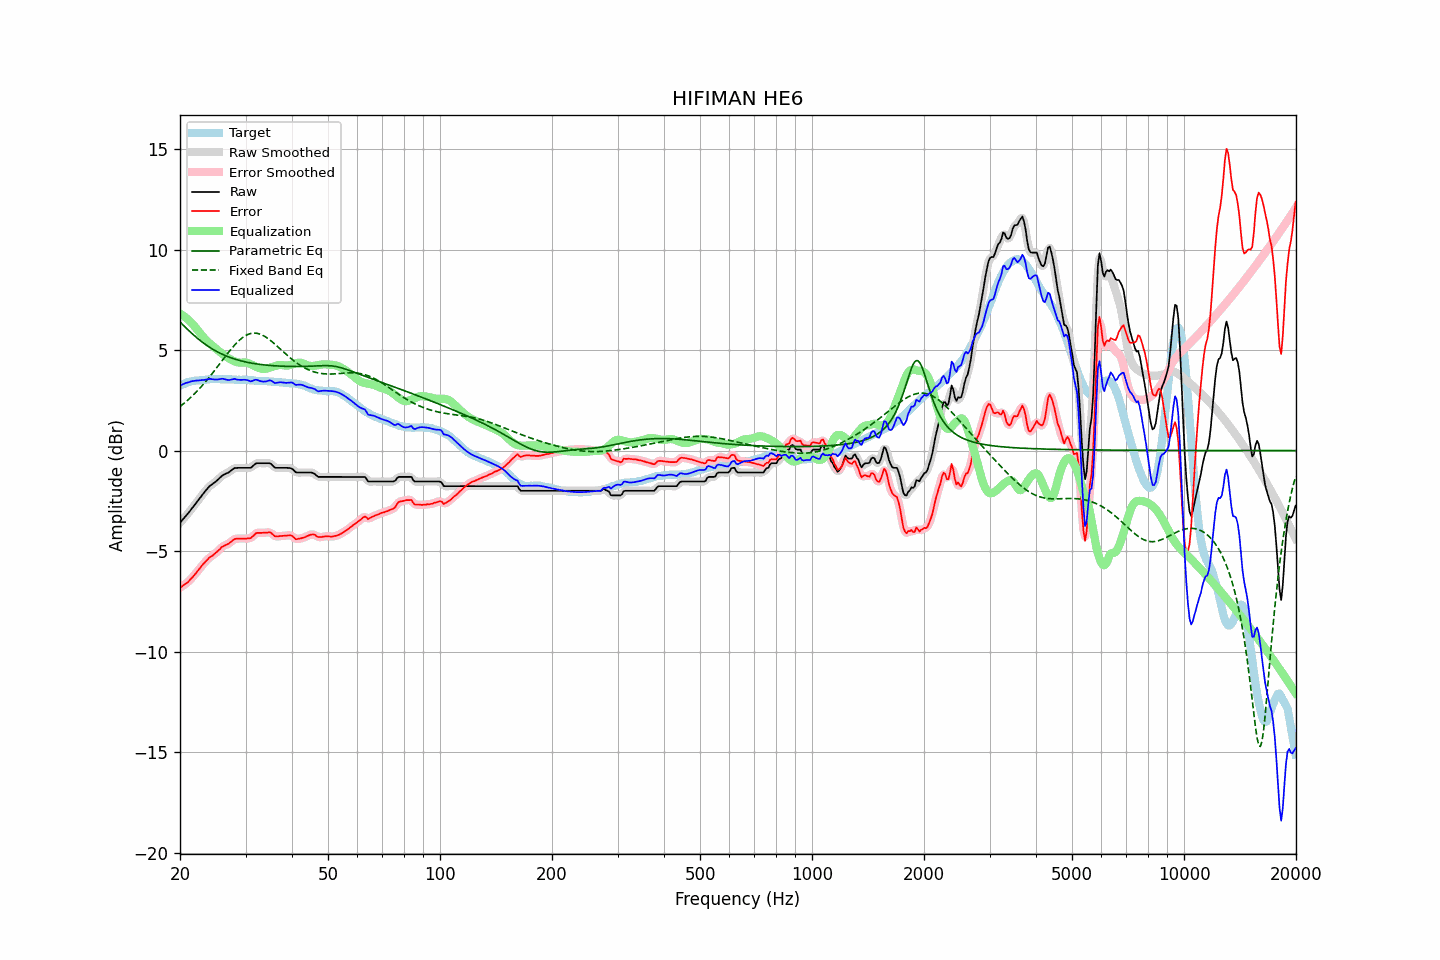 HIFIMAN HE6
Target
Raw Smoothed
Error Smoothed
Raw
Error
Equalization
Parametric Eq
Fixed Band Eq
Equalized
Amplitude (dBr)
15
10
5
0
−5
−10
−15
−20
20 50 100 200 500 1000 2000 5000 10000 20000
Frequency (Hz)